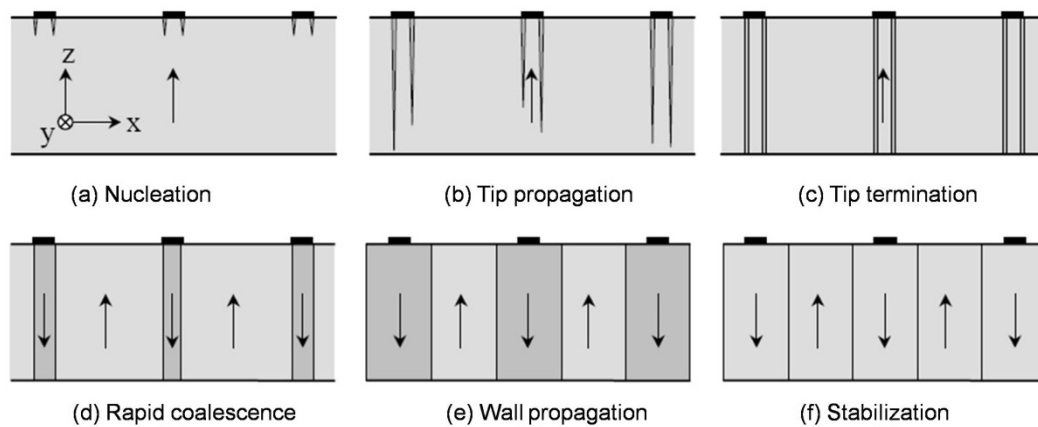 z
y
x
(a) Nucleation
(b) Tip propagation
(c) Tip termination
(d) Rapid coalescence
(e) Wall propagation
(f) Stabilization